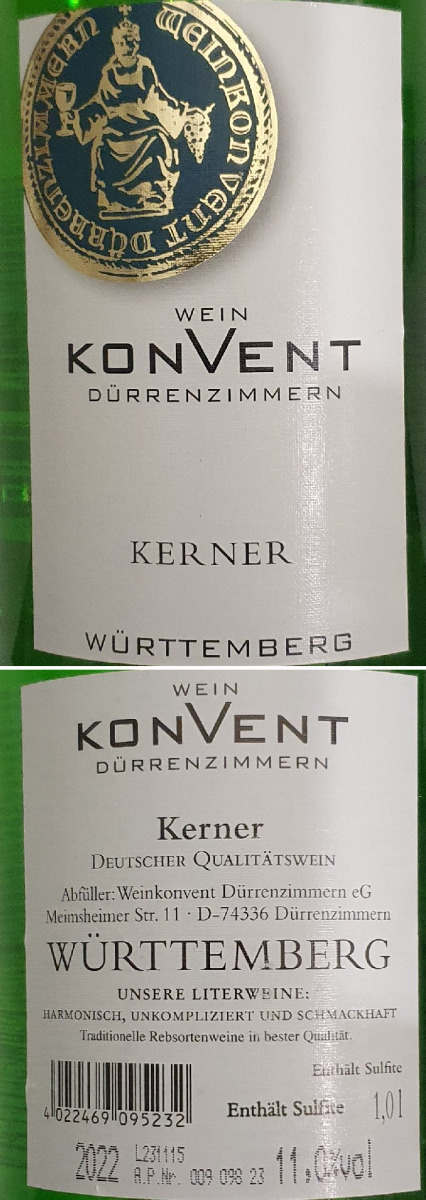 WEINKONVENT DÜRRENZIMMERN
WEIN
KONVENT
DÜRRENZIMMERN
KERNER
WÜRTTEMBERG
WEIN
KONVENT
DÜRRENZIMMERN
Kerner
DEUTSCHER QUALITÄTSWEIN
Abfüller: Weinkonvent Dürrenzimmern eG
Meimsheimer Str. 11 · D-74336 Dürrenzimmern
WÜRTTEMBERG
UNSERE LITERWEINE:
HARMONISCH, UNKOMPLIZIERT UND SCHMACKHAFT
Traditionelle Rebsortenweine in bester Qualität.
Enthält Sulfite
Enthält Sulfite 1,0 l
4 022469 095232
2022 L231115
A.P.Nr. 009 098 23 11,0%vol